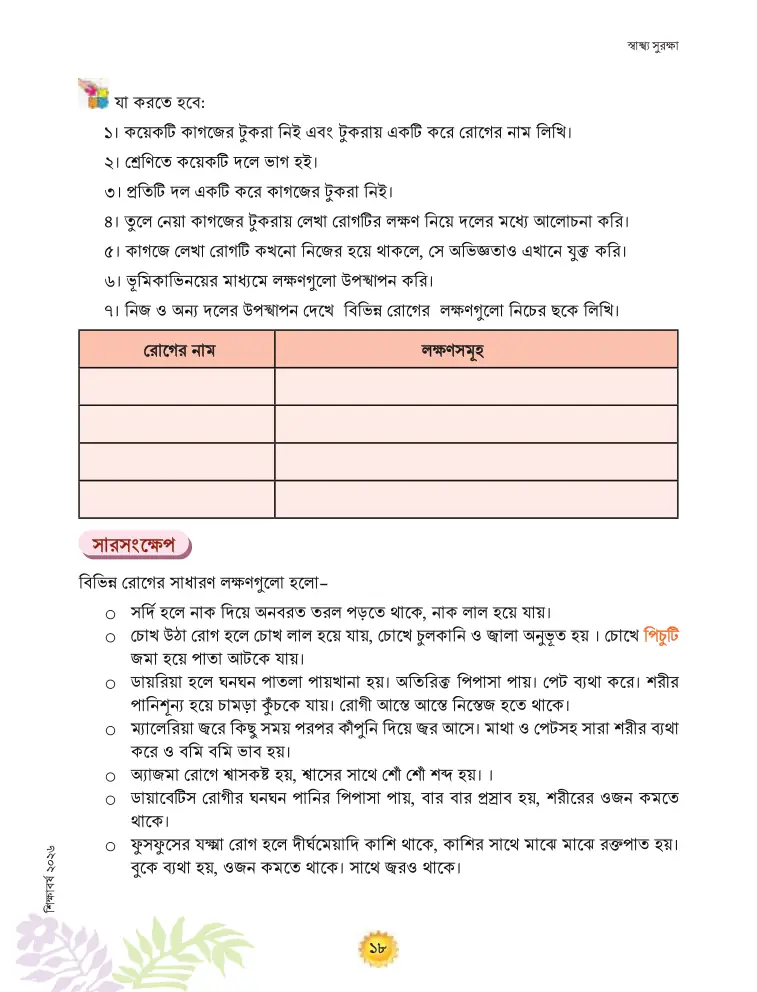 স্বাস্থ্য সুরক্ষা
যা করতে হবে:
১। কয়েকটি কাগজের টুকরা নিই এবং টুকরায় একটি করে রোগের নাম লিখি।
২। শ্রেণিতে কয়েকটি দলে ভাগ হই।
৩। প্রতিটি দল একটি করে কাগজের টুকরা নিই।
৪। তুলে নেয়া কাগজের টুকরায় লেখা রোগটির লক্ষণ নিয়ে দলের মধ্যে আলোচনা করি।
৫। কাগজে লেখা রোগটি কখনো নিজের হয়ে থাকলে, সে অভিজ্ঞতাও এখানে যুক্ত করি।
৬। ভূমিকাভিনয়ের মাধ্যমে লক্ষণগুলো উপস্থাপন করি।
৭। নিজ ও অন্য দলের উপস্থাপন দেখে বিভিন্ন রোগের লক্ষণগুলো নিচের ছকে লিখি।
রোগের নাম লক্ষণসমূহ
সারসংক্ষেপ
বিভিন্ন রোগের সাধারণ লক্ষণগুলো হলো–
o সর্দি হলে নাক দিয়ে অনবরত তরল পড়তে থাকে, নাক লাল হয়ে যায়।
o চোখ উঠা রোগ হলে চোখ লাল হয়ে যায়, চোখে চুলকানি ও জ্বালা অনুভূত হয় । চোখে পিচুটি
জমা হয়ে পাতা আটকে যায়।
o ডায়রিয়া হলে ঘনঘন পাতলা পায়খানা হয়। অতিরিক্ত পিপাসা পায়। পেট ব্যথা করে। শরীর
পানিশূন্য হয়ে চামড়া কুঁচকে যায়। রোগী আস্তে আস্তে নিস্তেজ হতে থাকে।
o ম্যালেরিয়া জ্বরে কিছু সময় পরপর কাঁপুনি দিয়ে জ্বর আসে। মাথা ও পেটসহ সারা শরীর ব্যথা
করে ও বমি বমি ভাব হয়।
o অ্যাজমা রোগে শ্বাসকষ্ট হয়, শ্বাসের সাথে শোঁ শোঁ শব্দ হয়। ।
o ডায়াবেটিস রোগীর ঘনঘন পানির পিপাসা পায়, বার বার প্রস্রাব হয়, শরীরের ওজন কমতে
থাকে।
o ফুসফুসের যক্ষ্মা রোগ হলে দীর্ঘমেয়াদি কাশি থাকে, কাশির সাথে মাঝে মাঝে রক্তপাত হয়।
বুকে ব্যথা হয়, ওজন কমতে থাকে। সাথে জ্বরও থাকে।
শিক্ষাবর্ষ ২০২৬
১৮